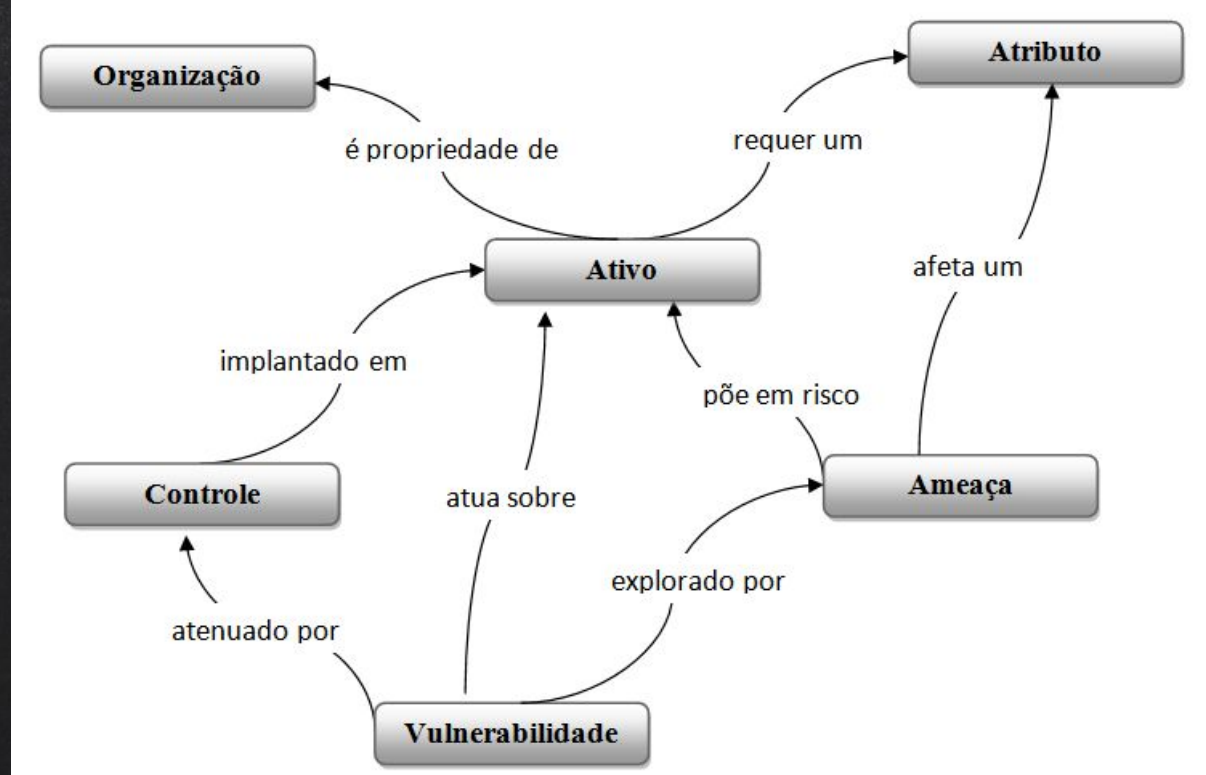 Organização
Atributo
é propriedade de
requer um
Ativo
afeta um
implantado em
põe em risco
Controle
atua sobre
Ameaça
explorado por
atenuado por
Vulnerabilidade